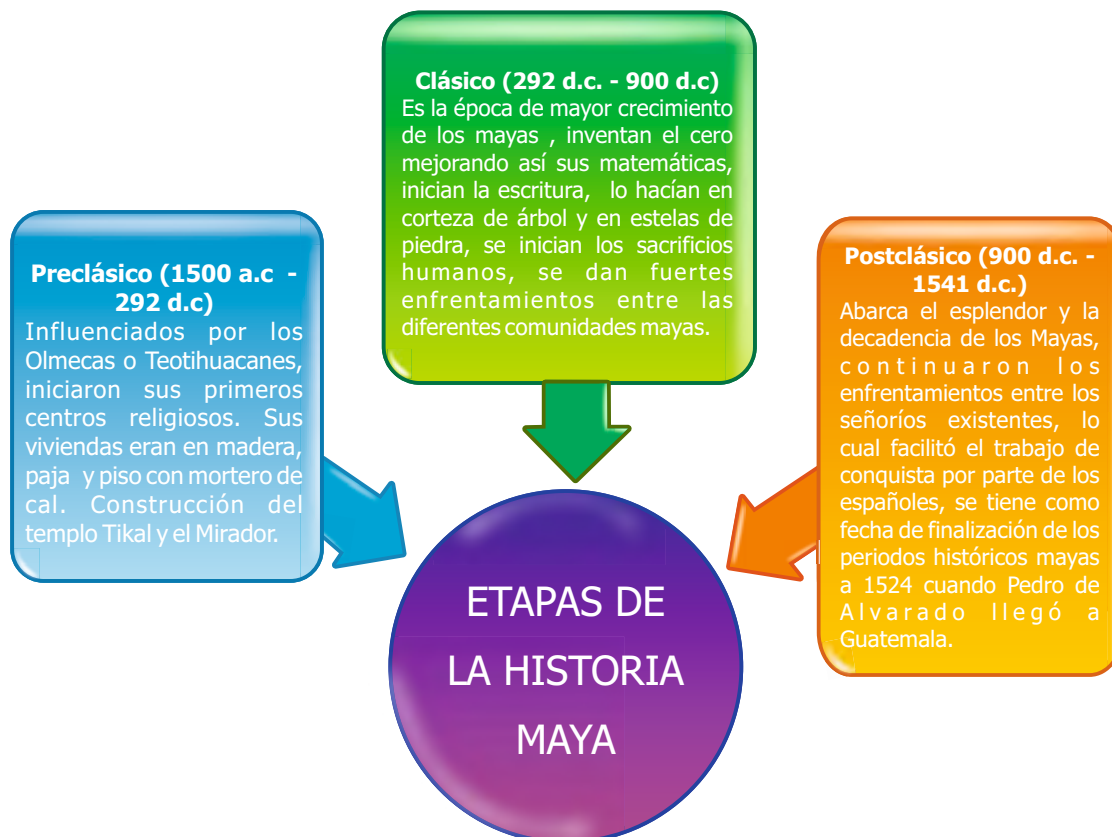 Clásico (292 d.c. - 900 d.c)
Es la época de mayor crecimiento
de los mayas , inventan el cero
mejorando así sus matemáticas,
inician la escritura, lo hacían en
corteza de árbol y en estelas de
piedra, se inician los sacrificios
humanos, se dan fuertes
enfrentamientos entre las
diferentes comunidades mayas.
Preclásico (1500 a.c -
292 d.c)
Influenciados por los
Olmecas o Teotihuacanes,
iniciaron sus primeros
centros religiosos. Sus
viviendas eran en madera,
paja y piso con mortero de
cal. Construcción del
templo Tikal y el Mirador.
Postclásico (900 d.c. -
1541 d.c.)
Abarca el esplendor y la
decadencia de los Mayas,
continuaron los
enfrentamientos entre los
señoríos existentes, lo
cual facilitó el trabajo de
conquista por parte de los
españoles, se tiene como
fecha de finalización de los
periodos históricos mayas
a 1524 cuando Pedro de
Alvarado llegó a
Guatemala.
ETAPAS DE
LA HISTORIA
MAYA